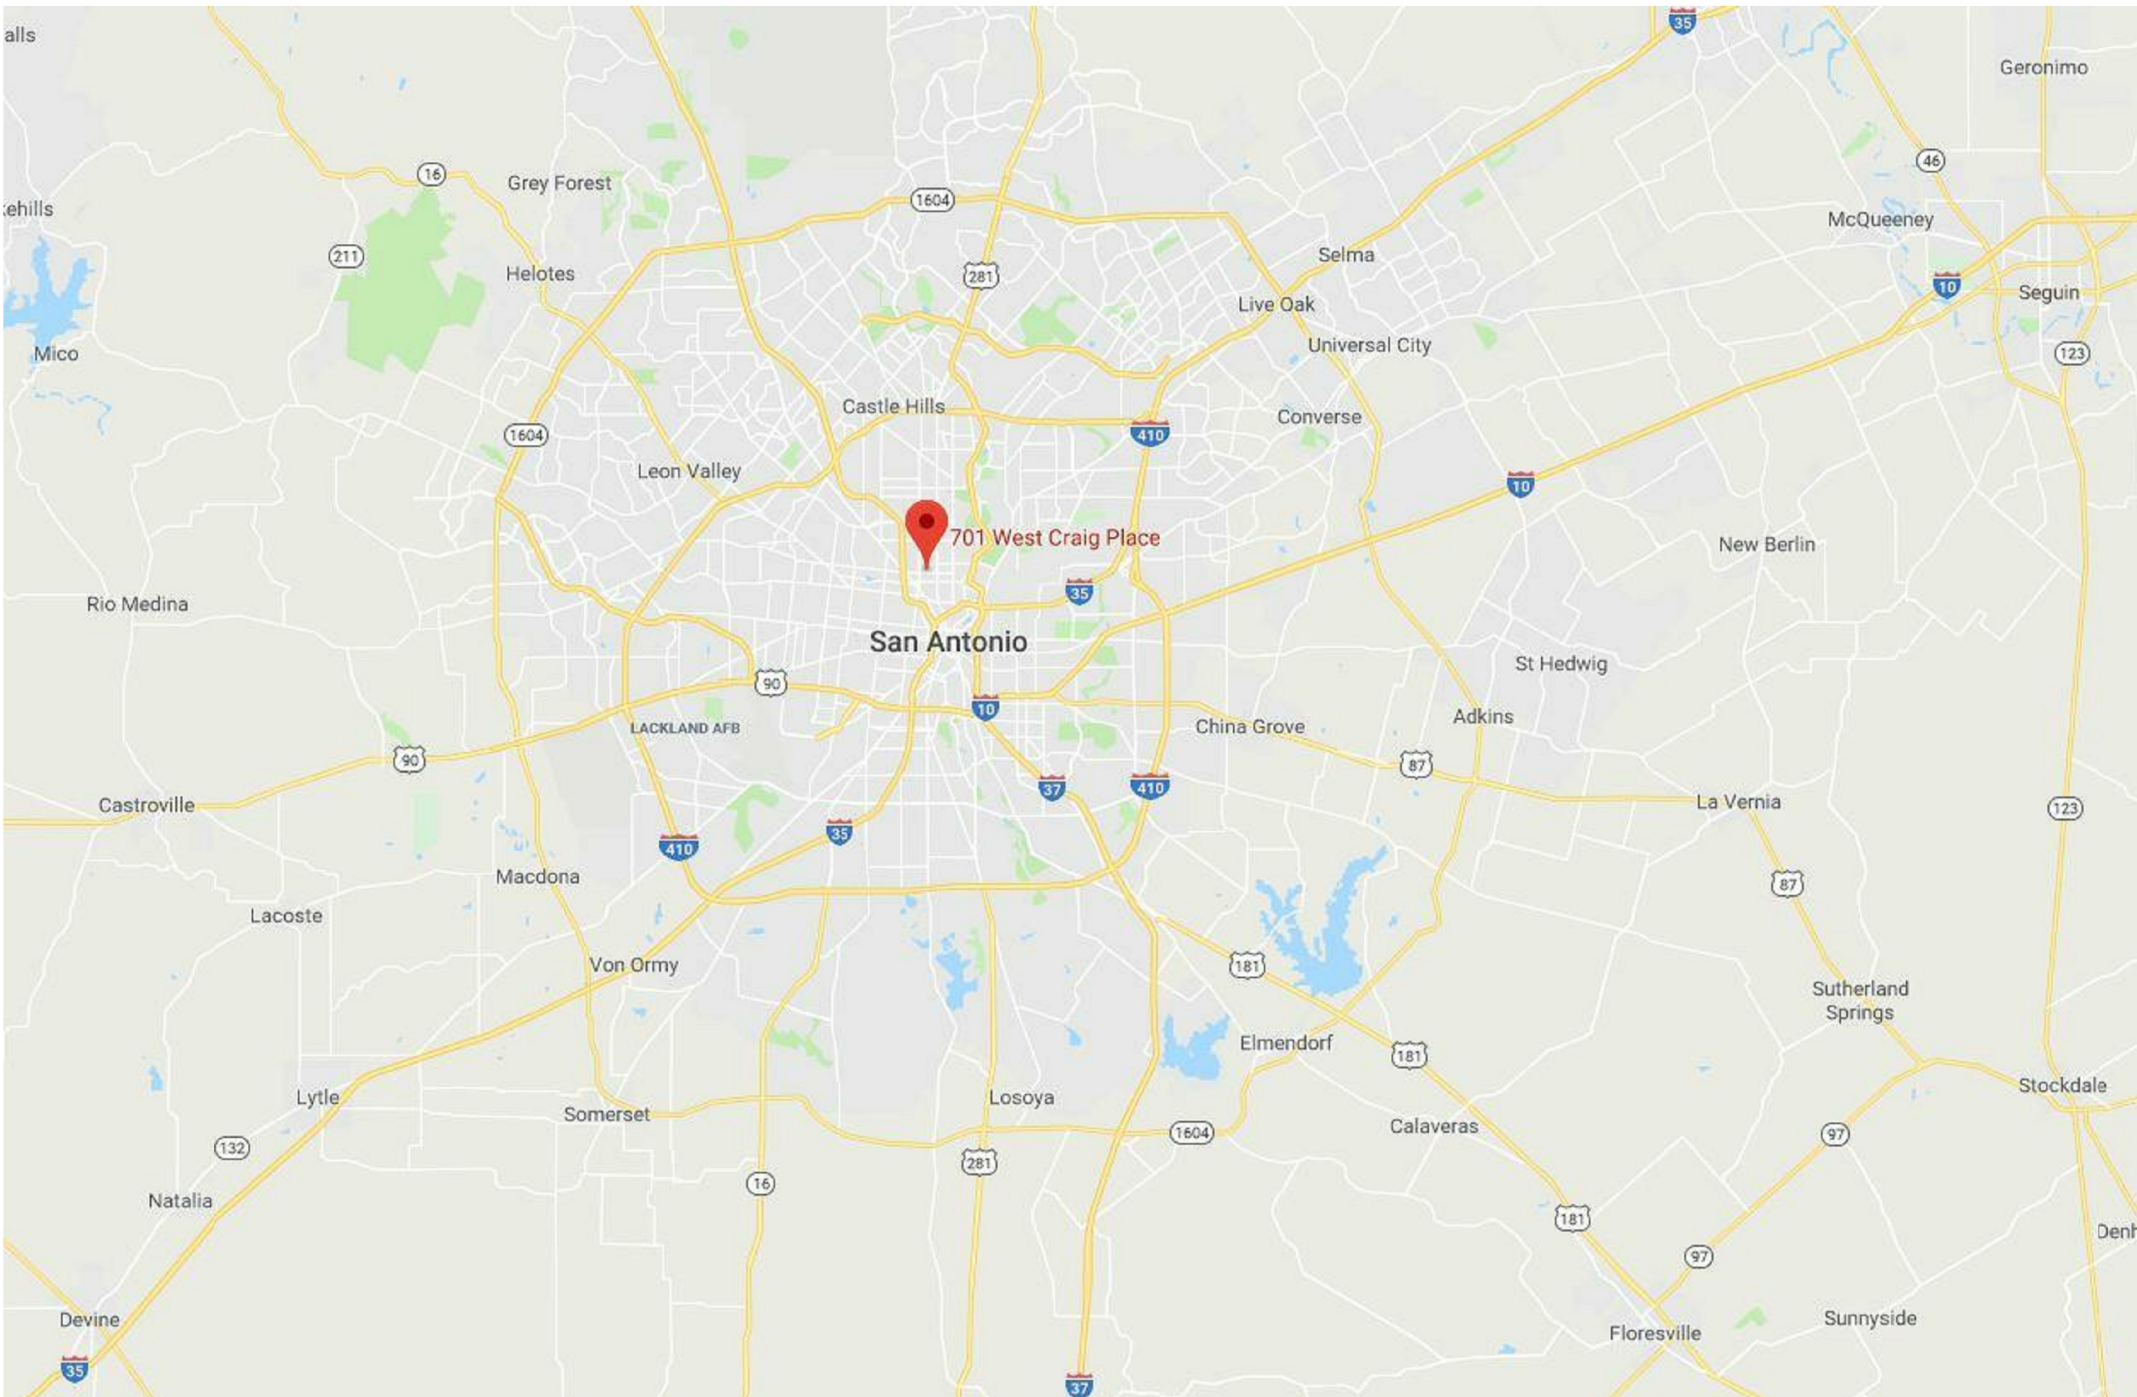 alls
35
Geronimo
46
16
Grey Forest
kehills
1604
McQueeney
211
Selma
Helotes
281
10
Seguin
Live Oak
Universal City
Mico
123
Castle Hills
Converse
1604
410
Leon Valley
10
701 West Craig Place
New Berlin
35
Rio Medina
San Antonio
St Hedwig
90
10
LACKLAND AFB
China Grove
Adkins
90
87
37
410
Castroville
La Vernia
123
35
410
Macdona
87
Lacoste
Von Ormy
181
Sutherland
Springs
Elmendorf
181
Lytle
Losoya
Stockdale
Somerset
Calaveras
1604
97
132
281
16
Natalia
181
Denh
97
Devine
Sunnyside
Floresville
35
37